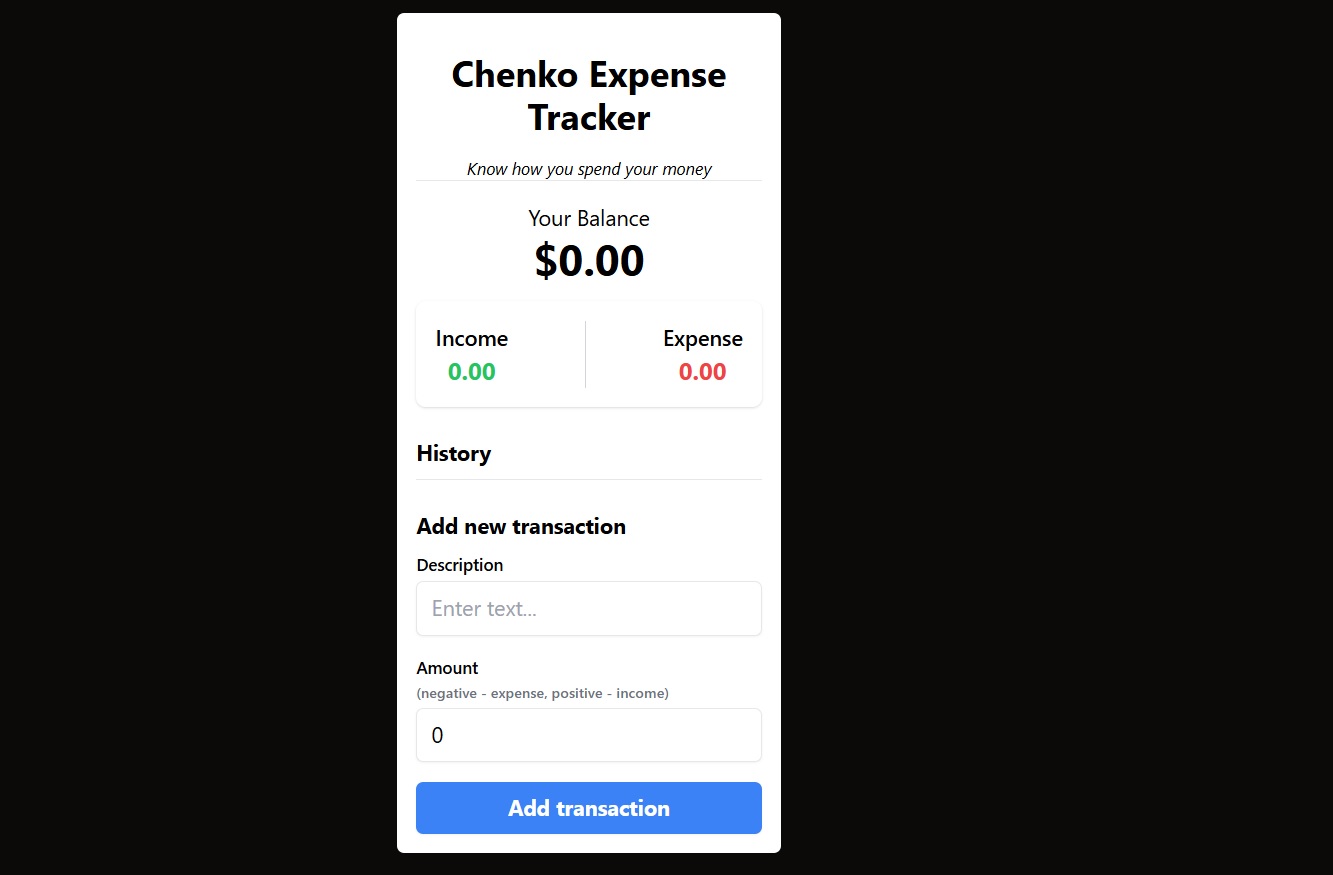 Chenko Expense
Tracker
Know how you spend your money
Your Balance
$0.00
Income
0.00
Expense
0.00
History
Add new transaction
Description
Enter text...
Amount
(negative - expense, positive - income)
0
Add transaction